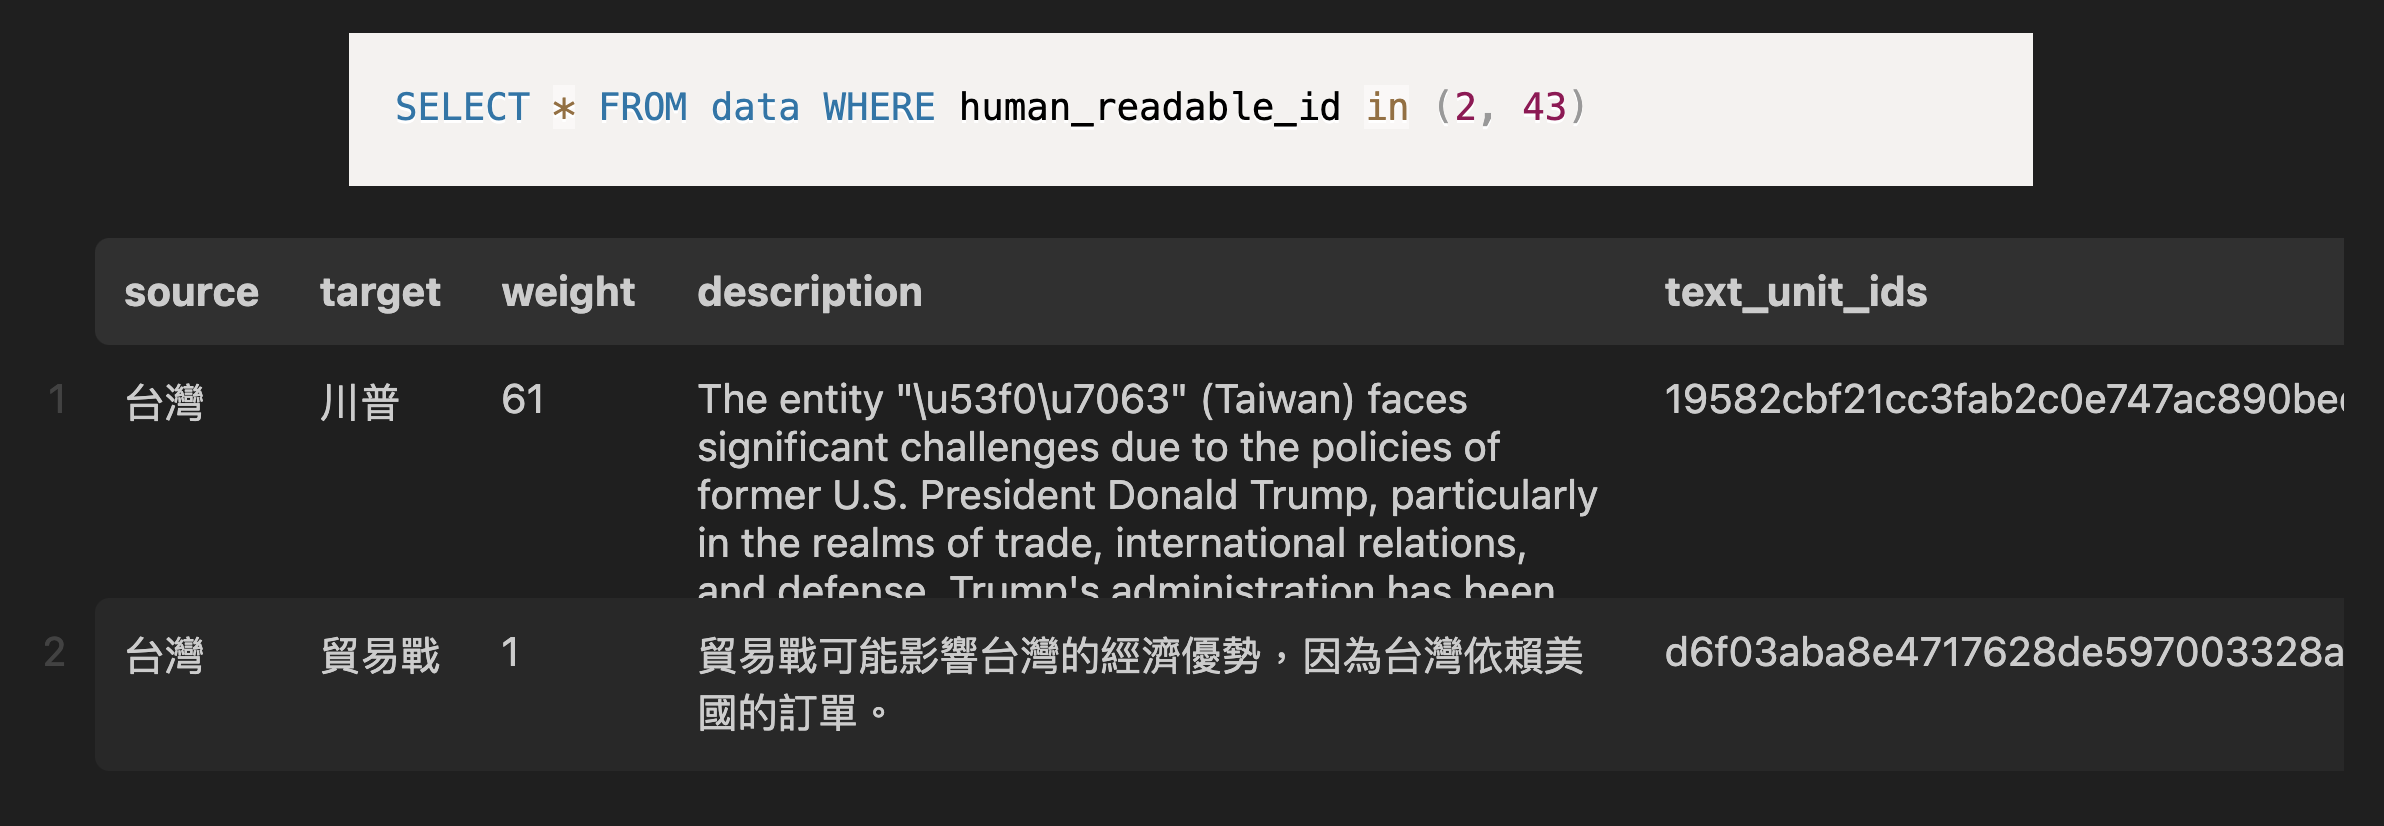 SELECT * FROM data WHERE human_readable_id in (2, 43)
source target weight description text_unit_ids
1 台灣 川普 61 The entity "\u53f0\u7063" (Taiwan) faces 19582cbf21cc3fab2c0e747ac890be
significant challenges due to the policies of
former U.S. President Donald Trump, particularly
in the realms of trade, international relations,
and defense. Trump's administration has been
2 台灣 貿易戰 1 貿易戰可能影響台灣的經濟優勢，因為台灣依賴美 d6f03aba8e4717628de597003328a
國的訂單。